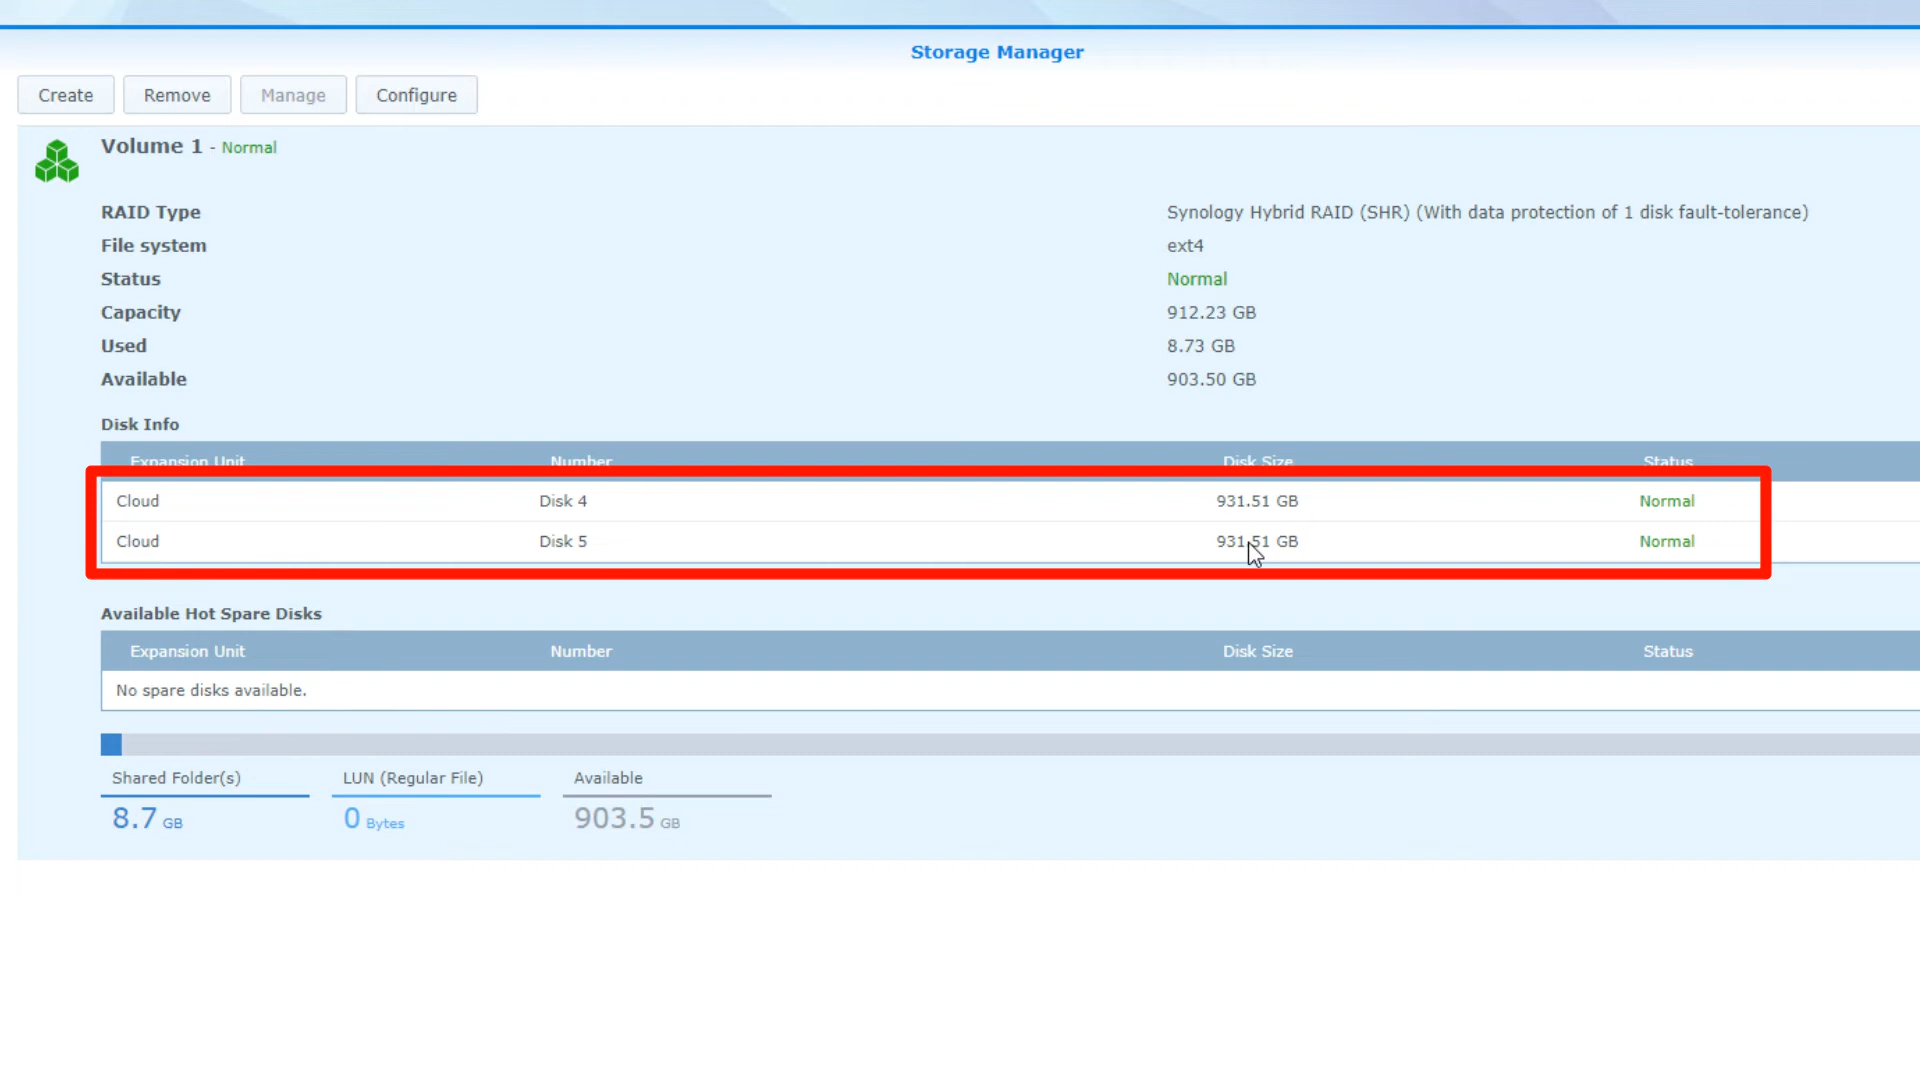 Storage Manager
Create Remove Manage Configure
Volume 1 - Normal
RAID Type Synology Hybrid RAID (SHR) (With data protection of 1 disk fault-tolerance)
File system ext4
Status Normal
Capacity 912.23 GB
Used 8.73 GB
Available 903.50 GB
Disk Info
Expansion Unit Number Disk Size Status
Cloud Disk 4 931.51 GB Normal
Cloud Disk 5 931.51 GB Normal
Available Hot Spare Disks
Expansion Unit Number Disk Size Status
No spare disks available.
Shared Folder(s) LUN (Regular File) Available
8.7 GB 0 Bytes 903.5 GB